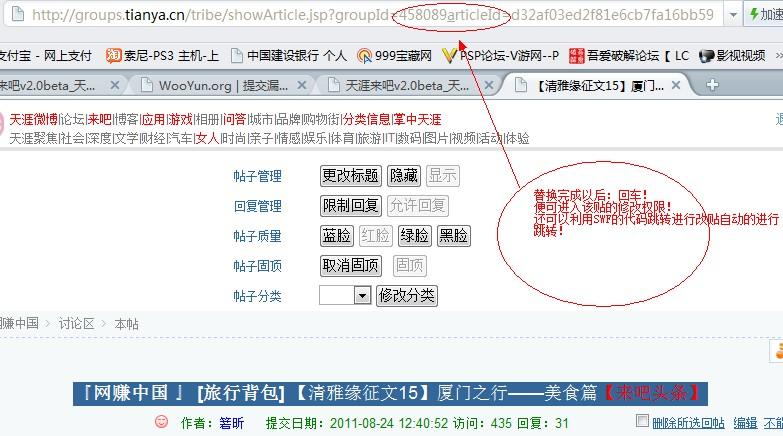 http://groups.tianya.cn/tribe/showArticle.jsp?groupId=458089articleId=d32af03ed2f81e6cb7fa16bb59
加速
支付宝 - 网上支付 索尼-PS3 主机-上 中国建设银行 个人 999宝藏网 PSP论坛-V游网--P 吾爱破解论坛【 LC 影视视频
来吧v2.0beta_天... WooYun.org | 提交漏... 天涯来吧v2.0beta_天... 【清雅缘征文15】厦门...
天涯微博|论坛|来吧|博客|应用|游戏|相册|问答|城市|品牌|购物街|分类信息|掌中天涯
天涯聚焦|社会|深度|文学|财经|汽车|女人|时尚|亲子|情感|娱乐|体育|旅游|IT|数码|图片|视频|活动|体验
帖子管理 更改标题 隐藏 显示
回复管理 限制回复 允许回复
帖子质量 蓝脸 红脸 绿脸 黑脸
帖子固顶 取消固顶 固顶
帖子分类 修改分类
替换完成以后：回车！
便可进入该贴的修改权限！
还可以利用SWF的代码跳转进行改贴自动的进行
跳转！
网赚中国 > 讨论区 > 本帖
『网赚中国 』 [旅行背包] 【清雅缘征文15】厦门之行——美食篇【来吧头条】
作者：箬昕 提交日期：2011-08-24 12:40:52 访问：435 回复：31 删除所选回帖 编辑 不能